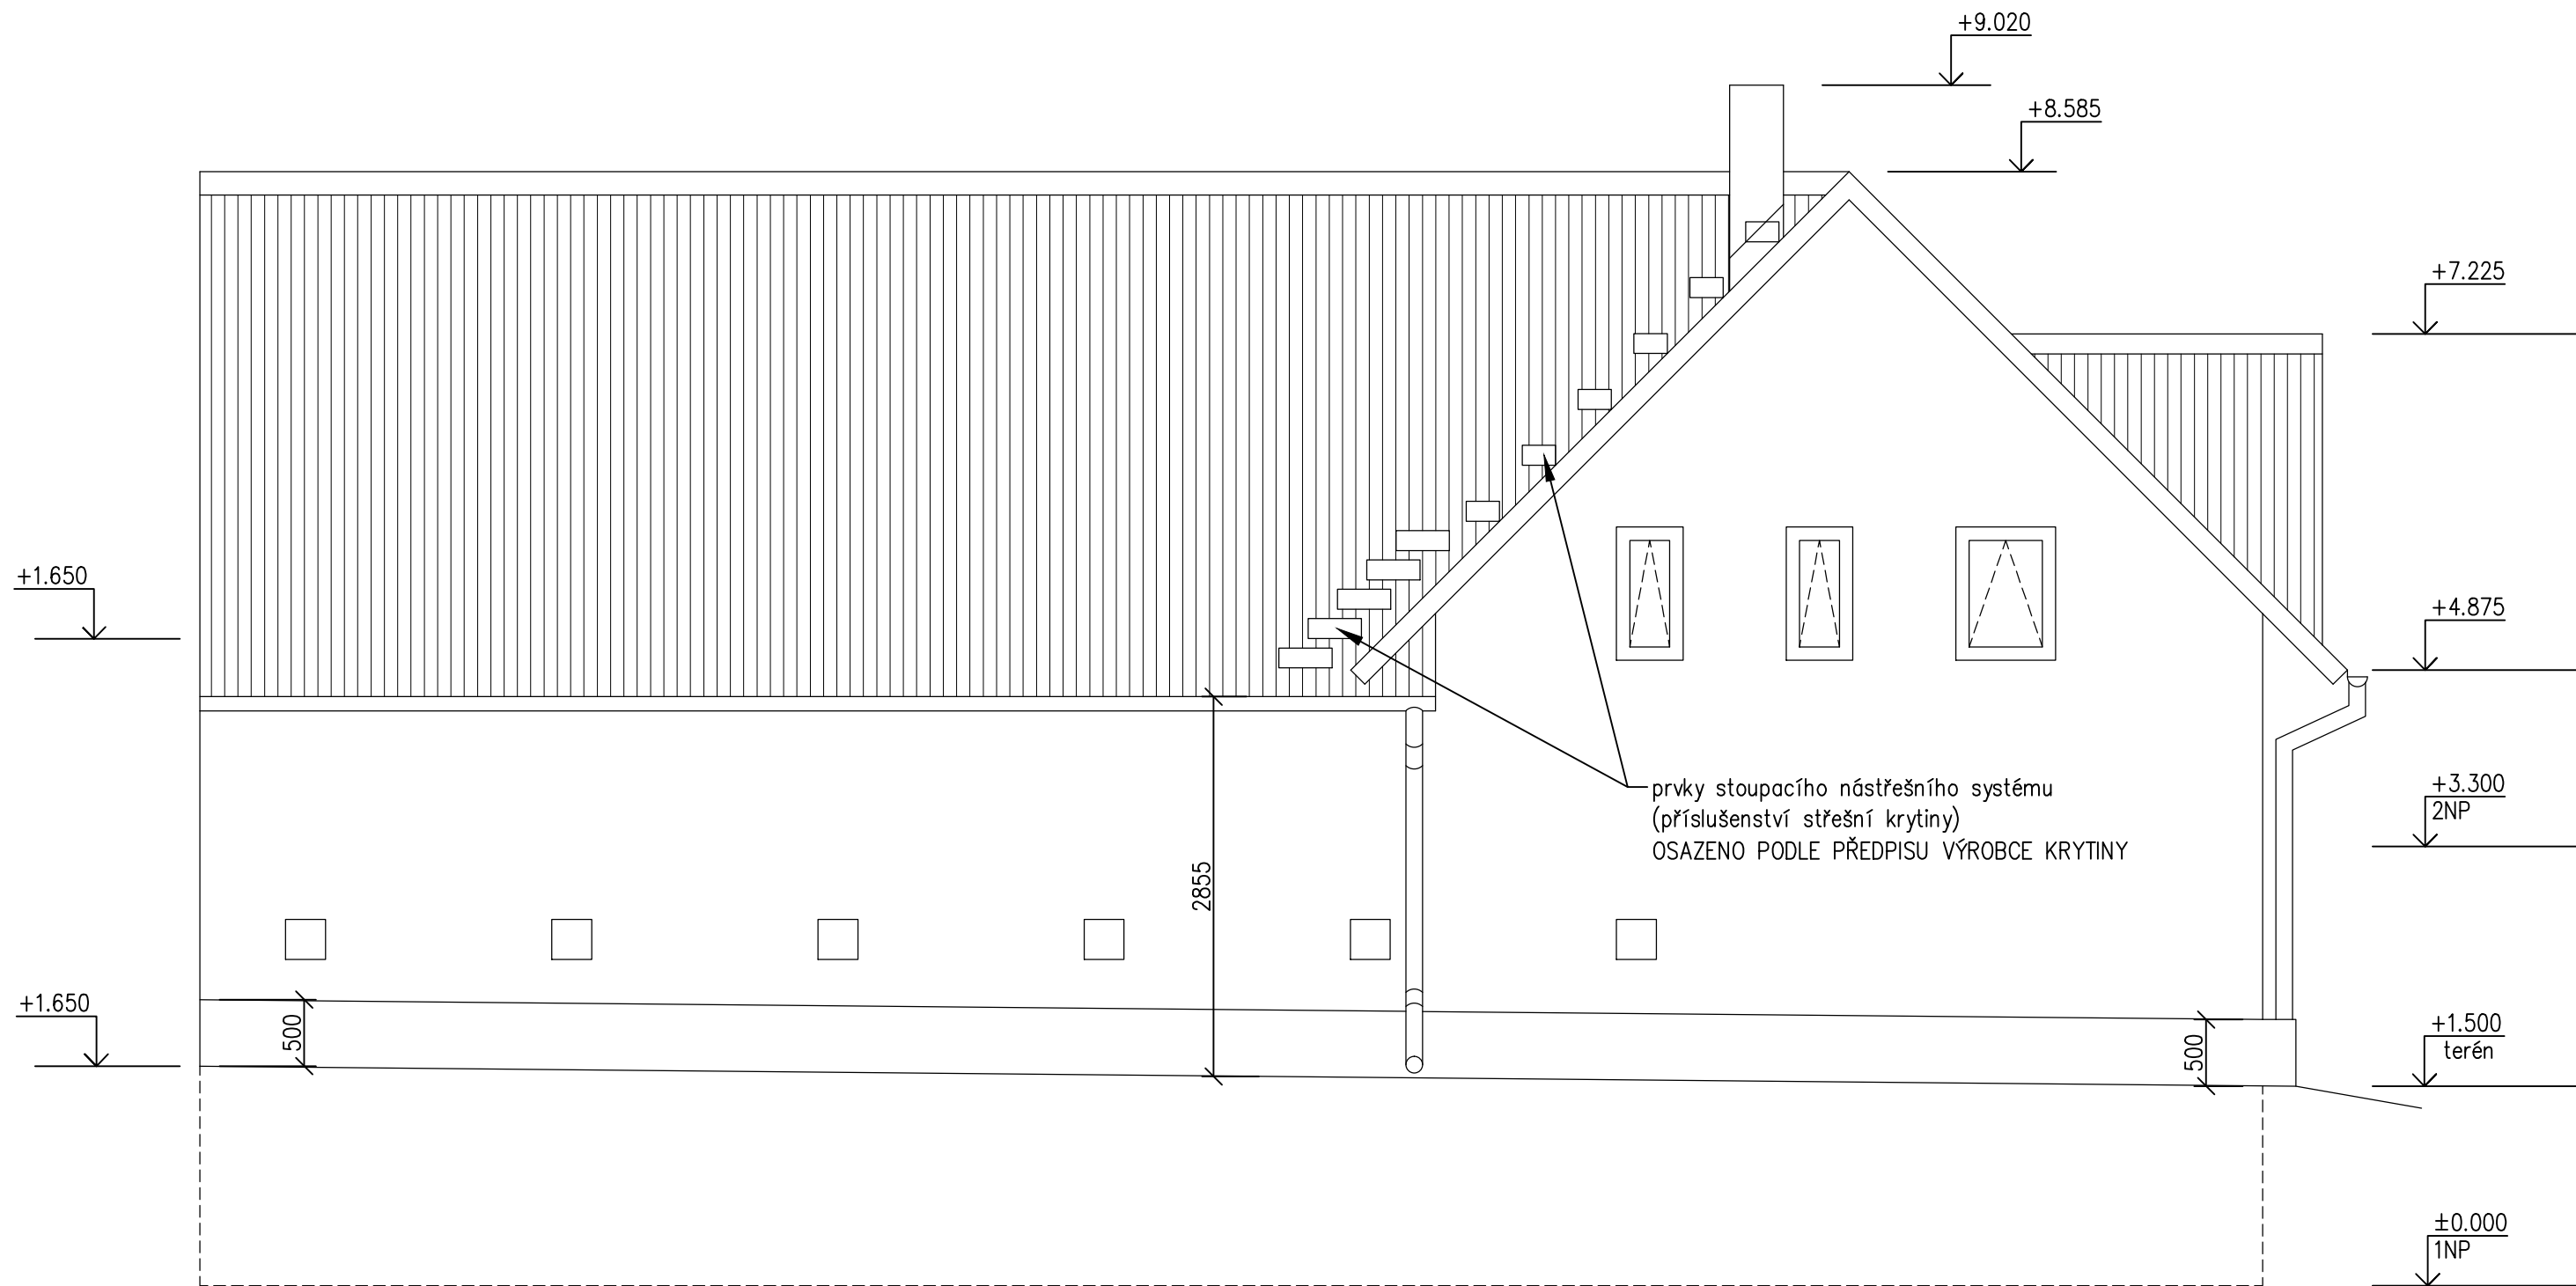 +9.020
+8.585
+7.225
+1.650
+4.875
prvky stoupacího nástřešního systému
(příslušenství střešní krytiny)
OSAZENO PODLE PŘEDPISU VÝROBCE KRYTINY
+3.300
2NP
2855
+1.650
500
500
+1.500
terén
±0.000
1NP